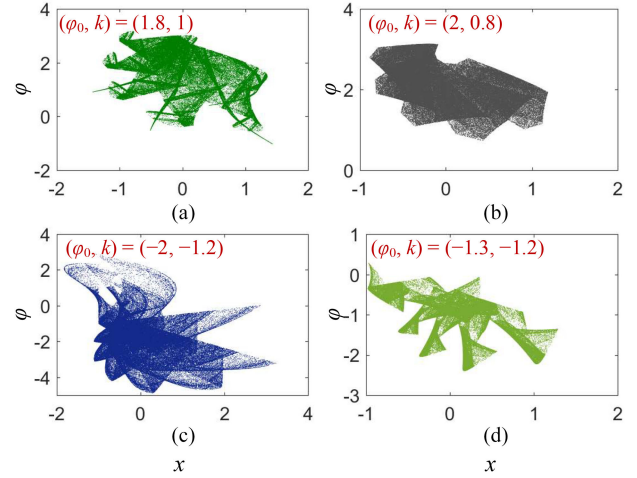 (φ₀, k) = (1.8, 1)
(φ₀, k) = (2, 0.8)
4
2
0
-2
φ
-2
-1
0
1
2
(a)
4
2
0
φ
-1
0
1
2
(b)
(φ₀, k) = (−2, −1.2)
(φ₀, k) = (−1.3, −1.2)
4
2
0
-2
-4
φ
-2
0
2
4
(c)
x
1
0
-1
-2
-3
φ
-1
0
1
2
(d)
x